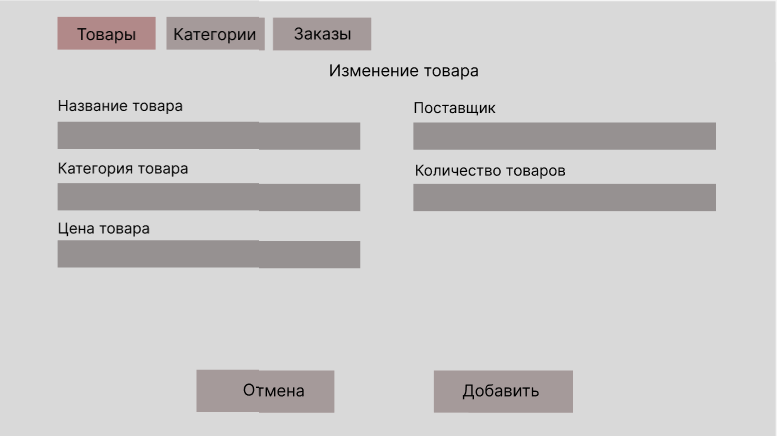 Товары Категории Заказы
Изменение товара
Название товара
Поставщик
Категория товара
Количество товаров
Цена товара
Отмена Добавить